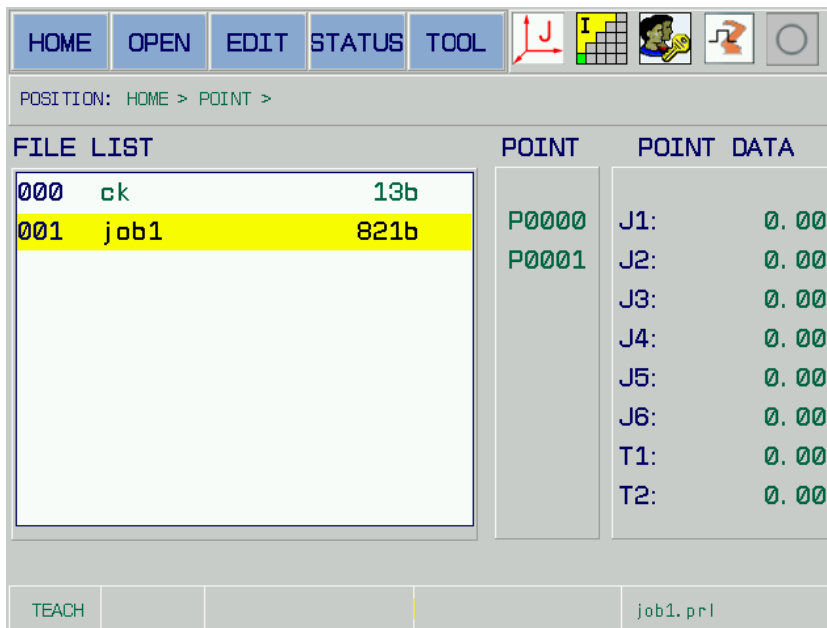 HOME OPEN EDIT STATUS TOOL J I
POSITION: HOME > POINT >
FILE LIST POINT POINT DATA
000 ck 13b
001 job1 821b
P0000 J1: 0.00
P0001 J2: 0.00
J3: 0.00
J4: 0.00
J5: 0.00
J6: 0.00
T1: 0.00
T2: 0.00
TEACH job1.prl